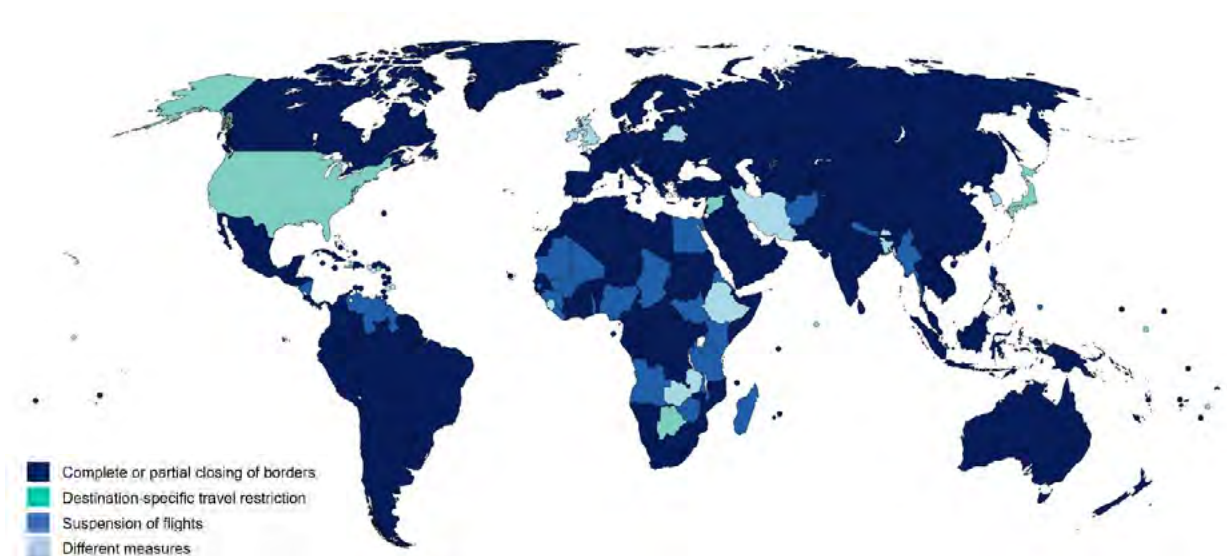 Complete or partial closing of borders
Destination-specific travel restriction
Suspension of flights
Different measures